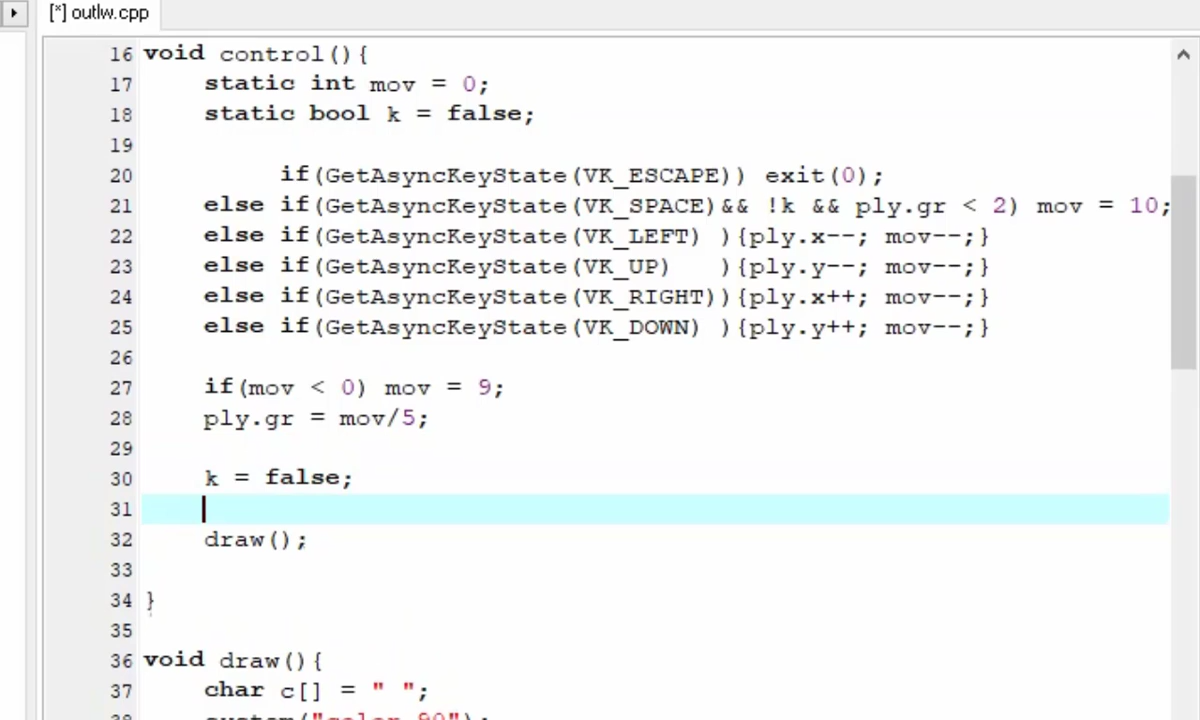 [*] outlw.cpp
16 void control(){
17 static int mov = 0;
18 static bool k = false;
19
20 if(GetAsyncKeyState(VK_ESCAPE)) exit(0);
21 else if(GetAsyncKeyState(VK_SPACE)&& !k && ply.gr < 2) mov = 10;
22 else if(GetAsyncKeyState(VK_LEFT) ){ply.x--; mov--;}
23 else if(GetAsyncKeyState(VK_UP)   ){ply.y--; mov--;}
24 else if(GetAsyncKeyState(VK_RIGHT)){ply.x++; mov--;}
25 else if(GetAsyncKeyState(VK_DOWN) ){ply.y++; mov--;}
26
27 if(mov < 0) mov = 9;
28 ply.gr = mov/5;
29
30 k = false;
31
32 draw();
33
34 }
35
36 void draw(){
37 char c[] = " ";
38 system("color 90");